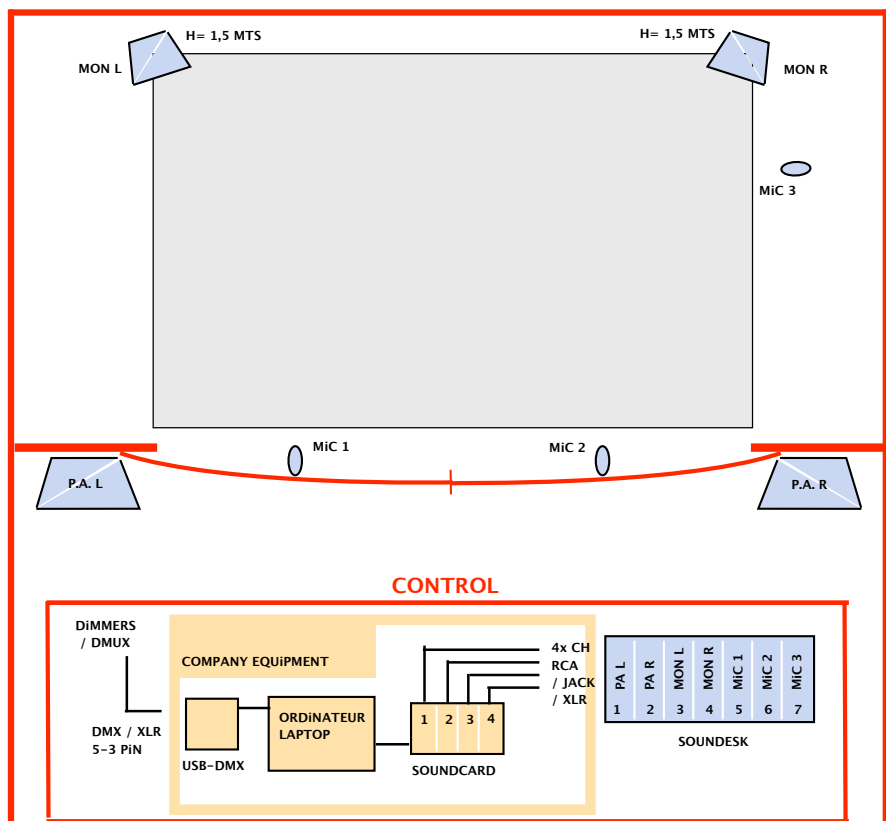 H= 1,5 MTS
H= 1,5 MTS
MON L
MON R
MiC 3
MiC 1
MiC 2
P.A. L
P.A. R
CONTROL
DiMMERS
/ DMUX
DMX / XLR
5-3 PiN
COMPANY EQUiPMENT
USB-DMX
ORDiNATEUR
LAPTOP
1 2 3 4
SOUNDCARD
4x CH
RCA
/ JACK
/ XLR
PA L
PA R
MON L
MON R
MiC 1
MiC 2
MiC 3
1 2 3 4 5 6 7
SOUNDESK